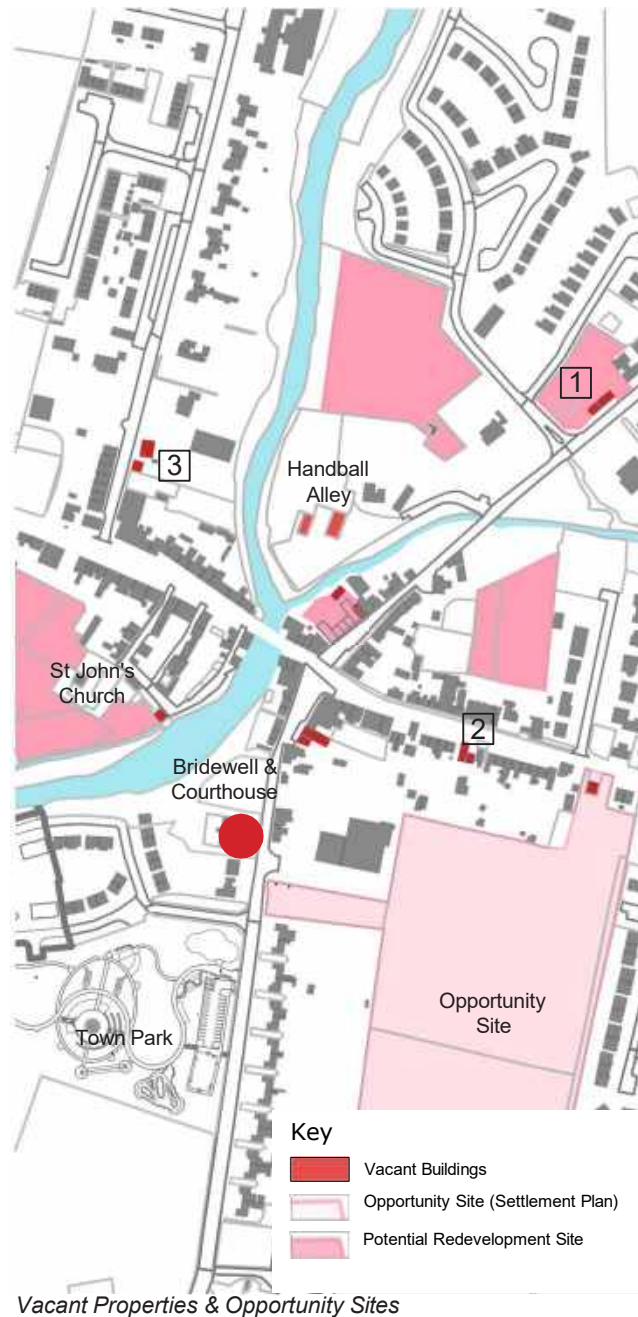 1
3
Handball
Alley
St John's
Church
2
Bridewell &
Courthouse
Opportunity
Site
Town Park
Key
Vacant Buildings
Opportunity Site (Settlement Plan)
Potential Redevelopment Site
Vacant Properties & Opportunity Sites